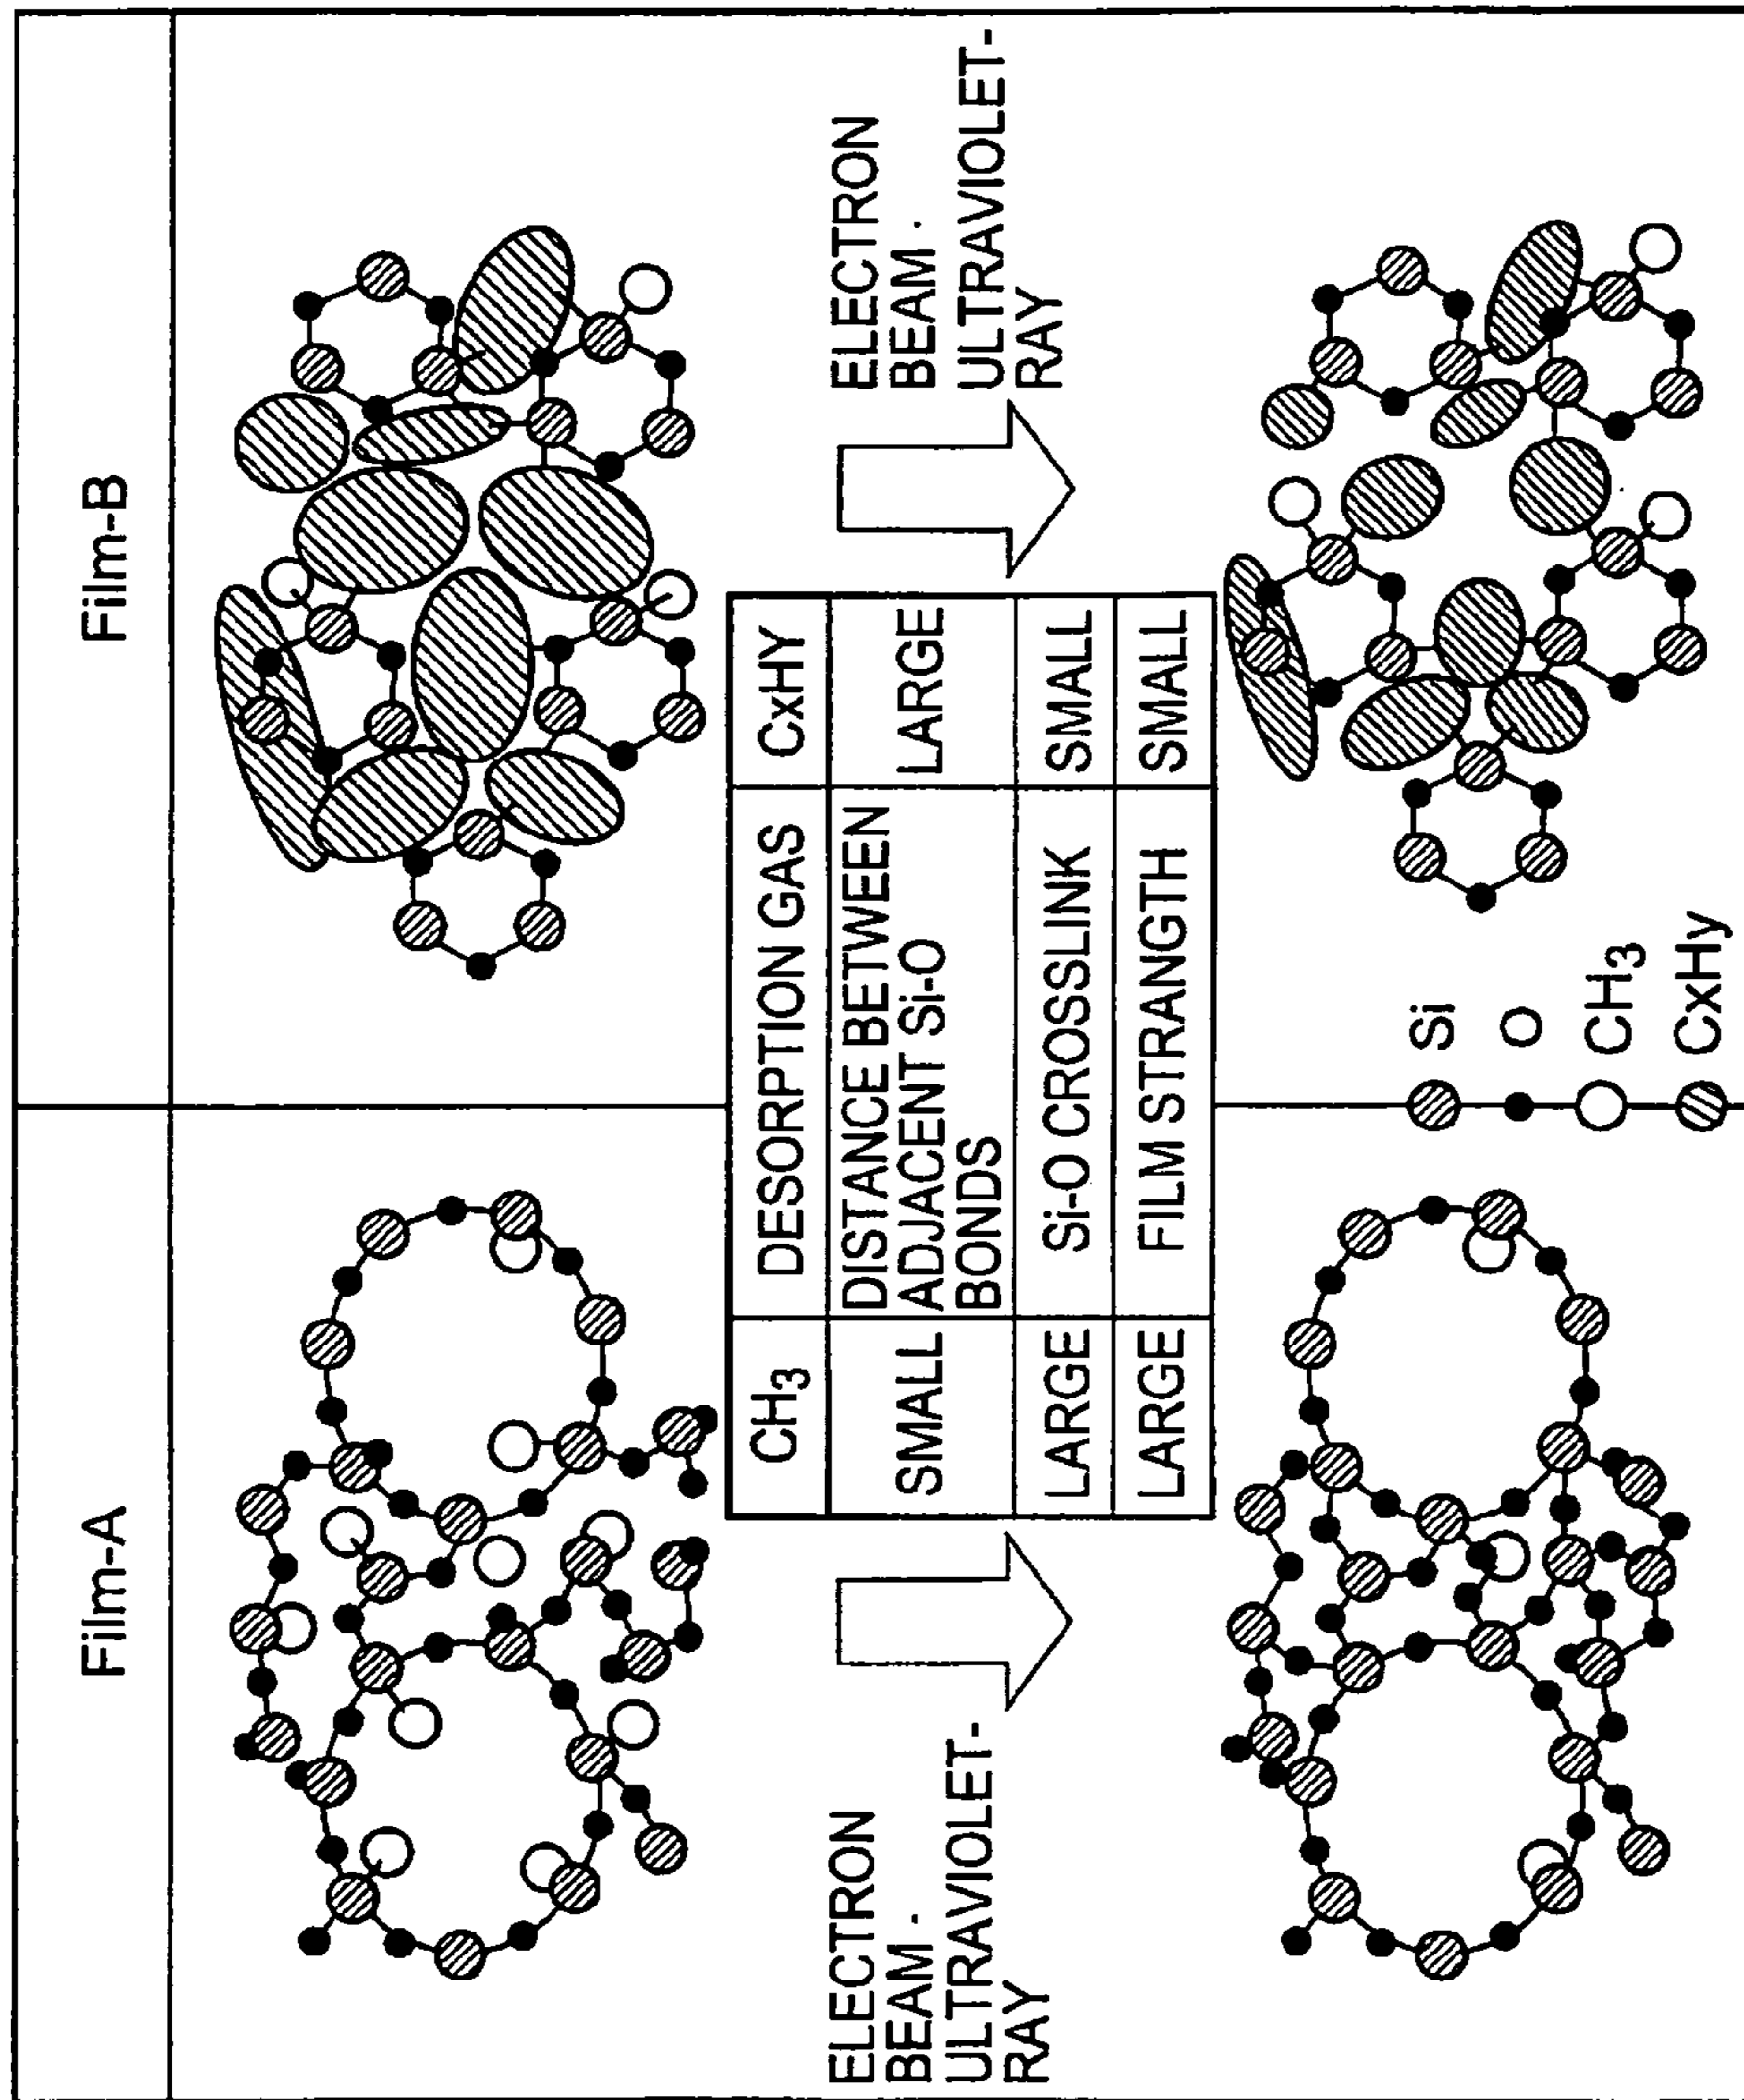 Film-A
Film-B
ELECTRON
BEAM ·
ULTRAVIOLET-
RAY
CH3
DESORPTION GAS
CxHY
SMALL
DISTANCE BETWEEN
ADJACENT Si-O
BONDS
LARGE
LARGE
Si-O CROSSLINK
SMALL
LARGE
FILM STRANGTH
SMALL
ELECTRON
BEAM ·
ULTRAVIOLET-
RAY
Si
O
CH3
CxHy